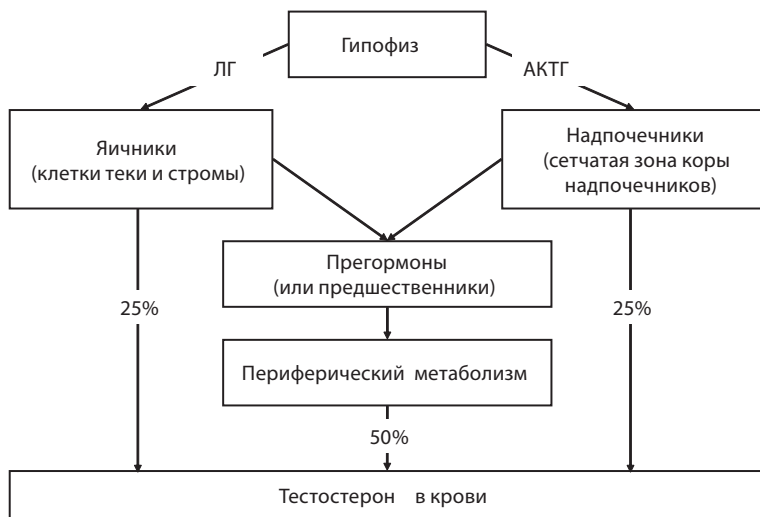 Гипофиз
ЛГ
АКТГ
Яичники
(клетки теки и стромы)
Надпочечники
(сетчатая зона коры
надпочечников)
Прегормоны
(или предшественники)
25%
25%
Периферический метаболизм
50%
Тестостерон в крови